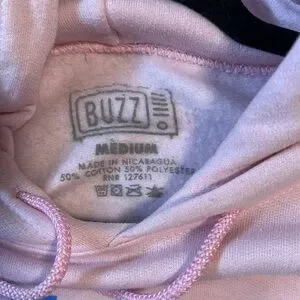 BUZZ
MEDIUM
MADE IN NICARAGUA
50% COTTON 50% POLYESTER
RN# 127611